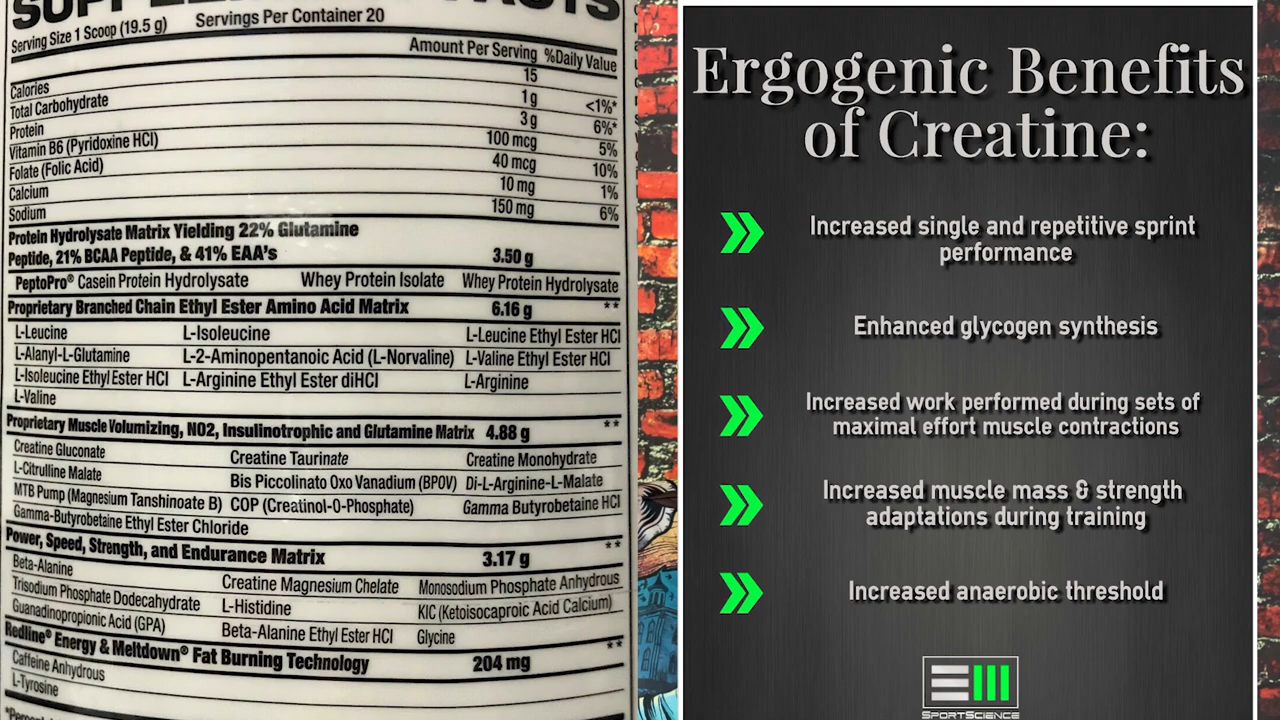 SUPPLEMENT FACTS
Serving Size 1 Scoop (19.5 g) Servings Per Container 20
Amount Per Serving %Daily Value
Calories 15
Total Carbohydrate 1 g <1%*
Protein 3 g 6%*
Vitamin B6 (Pyridoxine HCl) 100 mcg 5%
Folate (Folic Acid) 40 mcg 10%
Calcium 10 mg 1%
Sodium 150 mg 6%
Protein Hydrolysate Matrix Yielding 22% Glutamine
Peptide, 21% BCAA Peptide, & 41% EAA's 3.50 g
PeptoPro® Casein Protein Hydrolysate Whey Protein Isolate Whey Protein Hydrolysate
Proprietary Branched Chain Ethyl Ester Amino Acid Matrix 6.16 g **
L-Leucine L-Isoleucine L-Leucine Ethyl Ester HCl
L-Alanyl-L-Glutamine L-2-Aminopentanoic Acid (L-Norvaline) L-Valine Ethyl Ester HCl
L-Isoleucine Ethyl Ester HCl L-Arginine Ethyl Ester diHCl L-Arginine
L-Valine
Proprietary Muscle Volumizing, NO2, Insulinotrophic and Glutamine Matrix 4.88 g **
Creatine Gluconate Creatine Taurinate Creatine Monohydrate
L-Citrulline Malate Bis Piccolinato Oxo Vanadium (BPOV) Di-L-Arginine-L-Malate
MTB Pump (Magnesium Tanshinoate B) COP (Creatinol-O-Phosphate) Gamma Butyrobetaine HCl
Gamma-Butyrobetaine Ethyl Ester Chloride
Power, Speed, Strength, and Endurance Matrix 3.17 g **
Beta-Alanine Creatine Magnesium Chelate Monosodium Phosphate Anhydrous
Trisodium Phosphate Dodecahydrate L-Histidine KIC (Ketoisocaproic Acid Calcium)
Guanadinopropionic Acid (GPA) Beta-Alanine Ethyl Ester HCl Glycine
Redline® Energy & Meltdown® Fat Burning Technology 204 mg **
Caffeine Anhydrous
L-Tyrosine
Ergogenic Benefits
of Creatine:
Increased single and repetitive sprint
performance
Enhanced glycogen synthesis
Increased work performed during sets of
maximal effort muscle contractions
Increased muscle mass & strength
adaptations during training
Increased anaerobic threshold
SPORTSCIENCE